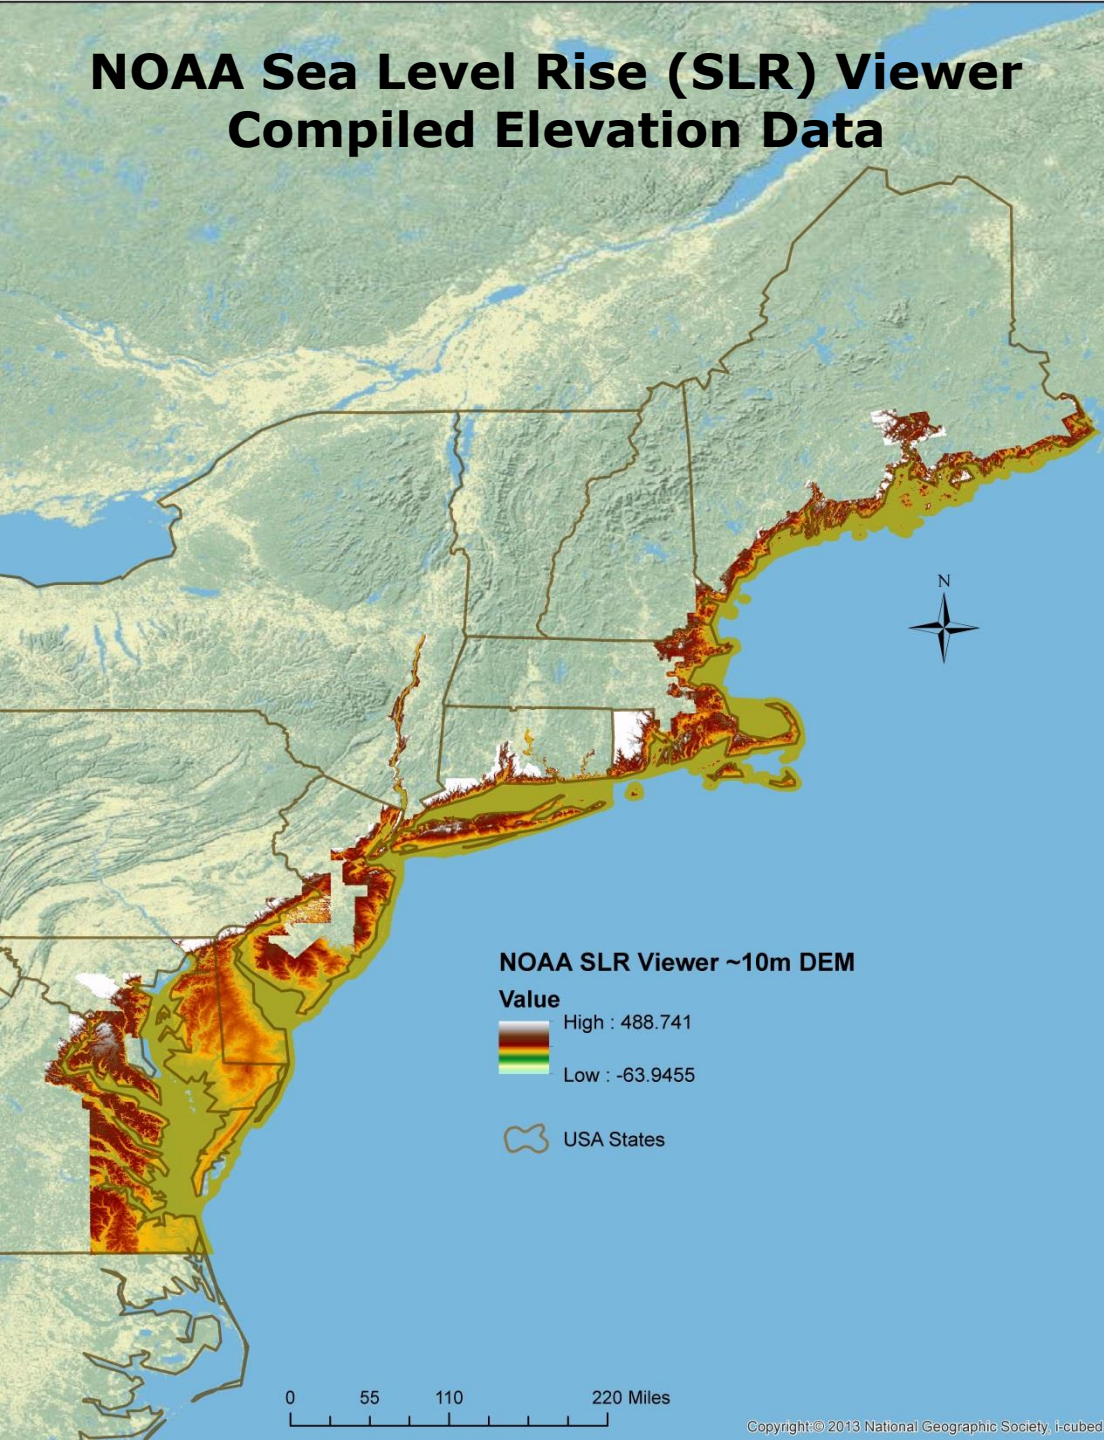 NOAA Sea Level Rise (SLR) Viewer
Compiled Elevation Data
N
NOAA SLR Viewer ~10m DEM
Value
High : 488.741
Low : -63.9455
USA States
0 55 110 220 Miles
Copyright:© 2013 National Geographic Society, i-cubed